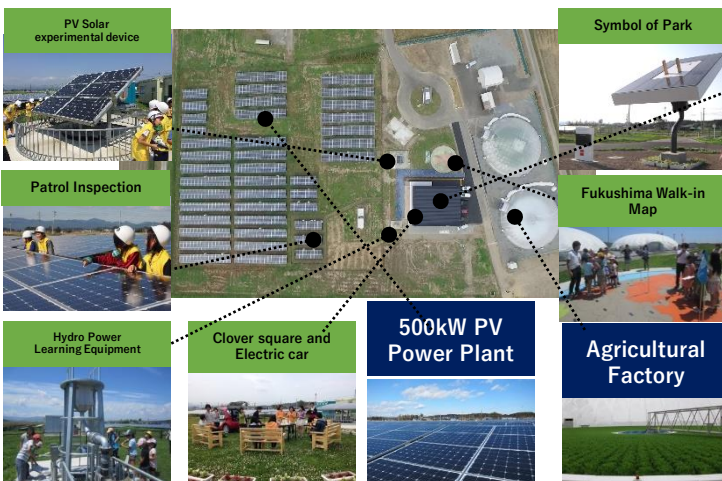 PV Solar
experimental device
Symbol of Park
Patrol Inspection
Fukushima Walk-in
Map
Hydro Power
Learning Equipment
Clover square and
Electric car
500kW PV
Power Plant
Agricultural
Factory